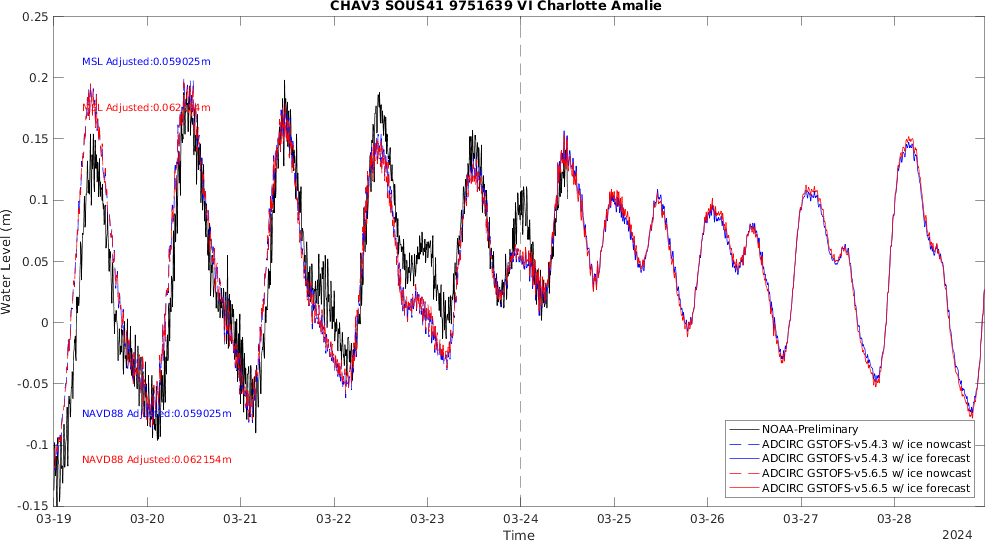 CHAV3 SOUS41 9751639 VI Charlotte Amalie
0.25
0.2
0.15
0.1
0.05
0
-0.05
-0.1
-0.15
Water Level (m)
MSL Adjusted:0.059025m
MSL Adjusted:0.062154m
NAVD88 Adjusted:0.059025m
NAVD88 Adjusted:0.062154m
NOAA-Preliminary
ADCIRC GSTOFS-v5.4.3 w/ ice nowcast
ADCIRC GSTOFS-v5.4.3 w/ ice forecast
ADCIRC GSTOFS-v5.6.5 w/ ice nowcast
ADCIRC GSTOFS-v5.6.5 w/ ice forecast
03-19 03-20 03-21 03-22 03-23 03-24 03-25 03-26 03-27 03-28
Time
2024